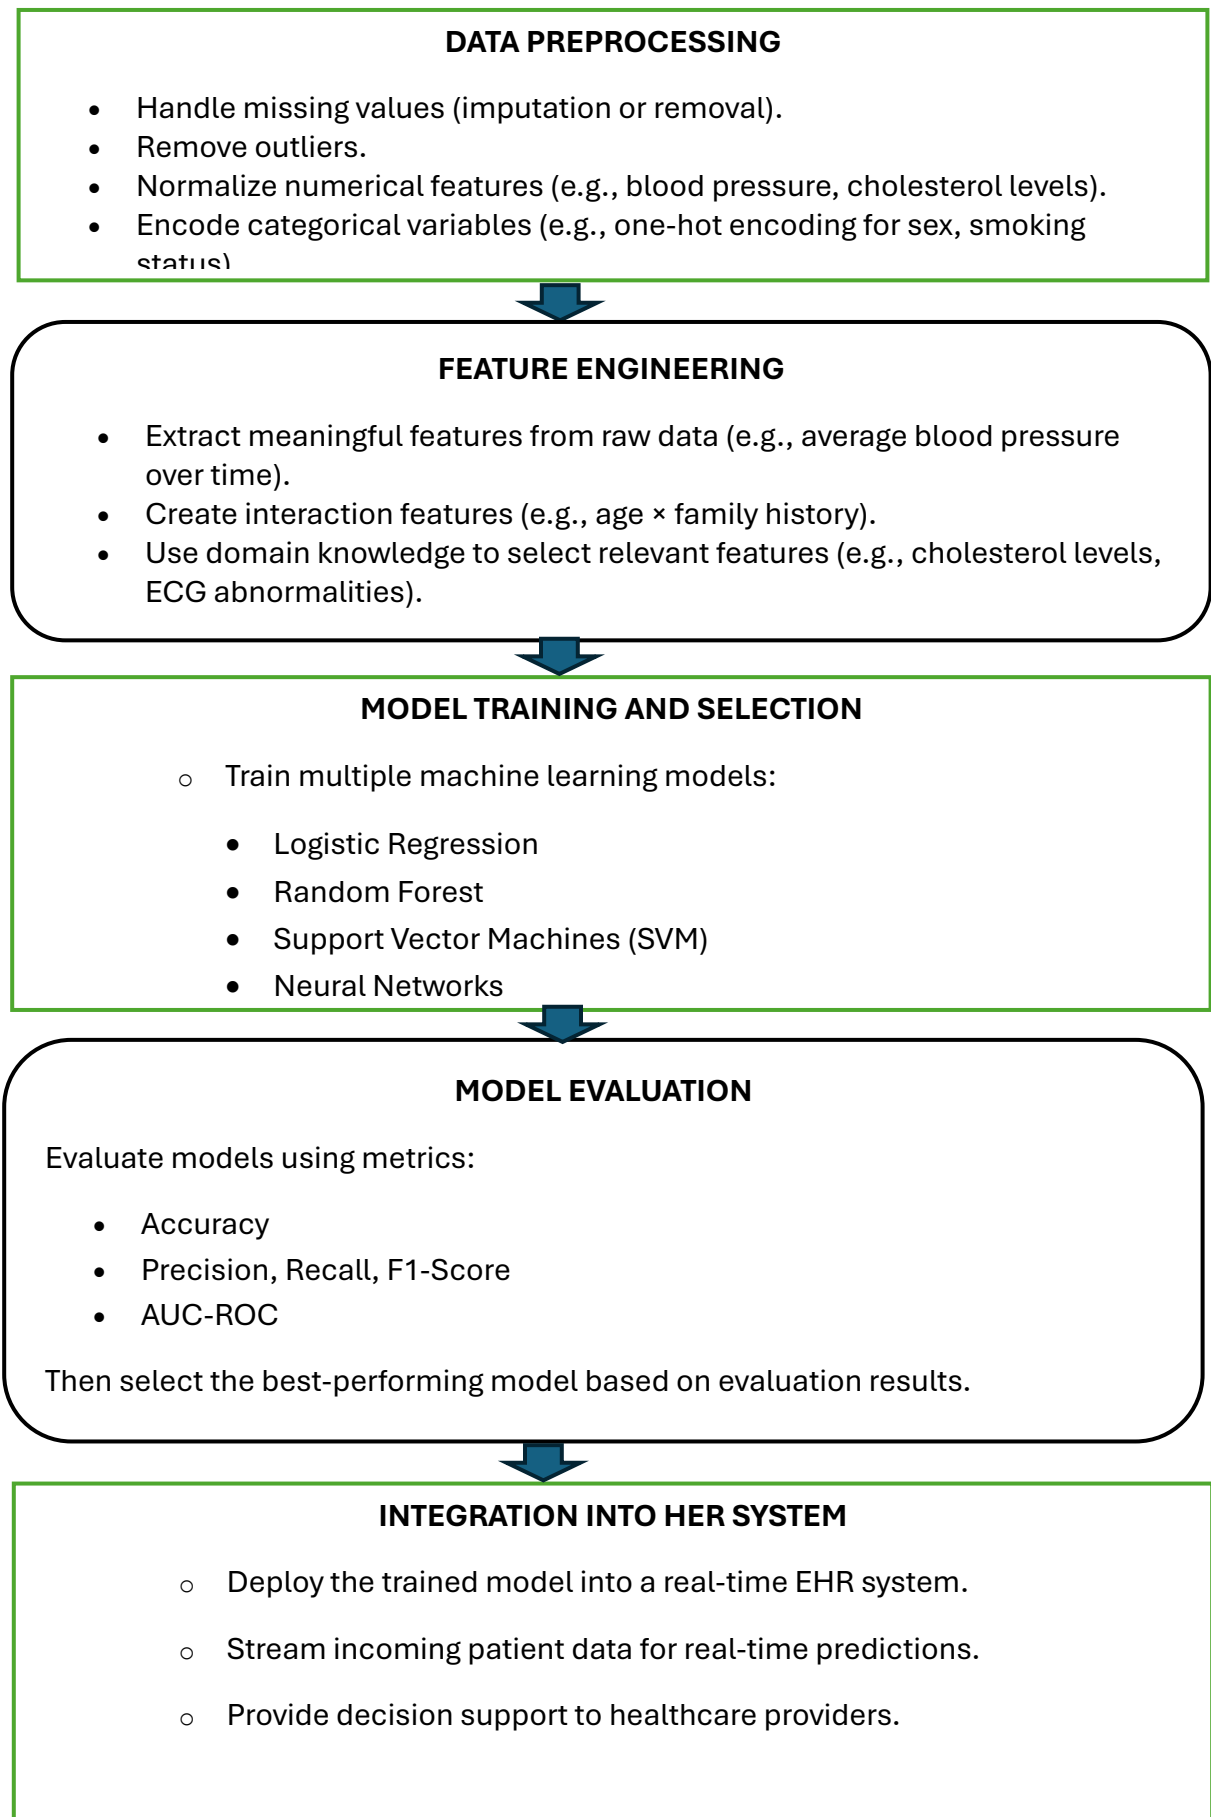 DATA PREPROCESSING
• Handle missing values (imputation or removal).
• Remove outliers.
• Normalize numerical features (e.g., blood pressure, cholesterol levels).
• Encode categorical variables (e.g., one-hot encoding for sex, smoking
status)
FEATURE ENGINEERING
• Extract meaningful features from raw data (e.g., average blood pressure
over time).
• Create interaction features (e.g., age × family history).
• Use domain knowledge to select relevant features (e.g., cholesterol levels,
ECG abnormalities).
MODEL TRAINING AND SELECTION
○ Train multiple machine learning models:
• Logistic Regression
• Random Forest
• Support Vector Machines (SVM)
• Neural Networks
MODEL EVALUATION
Evaluate models using metrics:
• Accuracy
• Precision, Recall, F1-Score
• AUC-ROC
Then select the best-performing model based on evaluation results.
INTEGRATION INTO HER SYSTEM
○ Deploy the trained model into a real-time EHR system.
○ Stream incoming patient data for real-time predictions.
○ Provide decision support to healthcare providers.